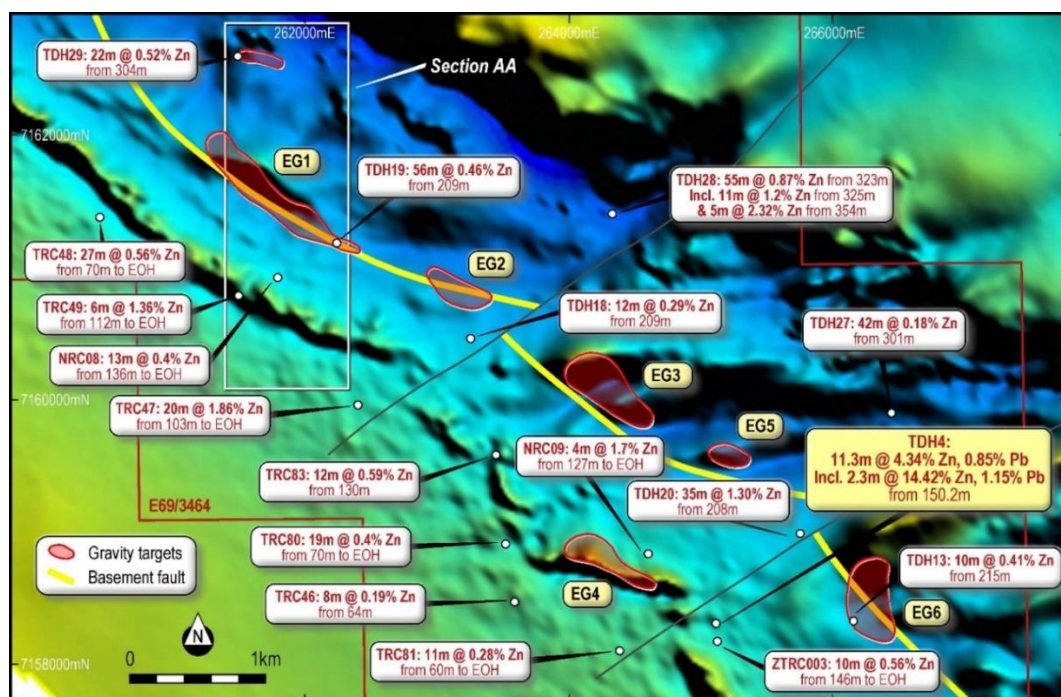 262000mE
264000mE
266000mE
TDH29: 22m @ 0.52% Zn
from 304m
Section AA
7162000mN
EG1
TDH19: 56m @ 0.46% Zn
from 209m
TDH28: 55m @ 0.87% Zn from 323m
Incl. 11m @ 1.2% Zn from 325m
& 5m @ 2.32% Zn from 354m
TRC48: 27m @ 0.56% Zn
from 70m to EOH
EG2
TRC49: 6m @ 1.36% Zn
from 112m to EOH
TDH18: 12m @ 0.29% Zn
from 209m
TDH27: 42m @ 0.18% Zn
from 301m
NRC08: 13m @ 0.4% Zn
from 136m to EOH
EG3
7160000mN
TRC47: 20m @ 1.86% Zn
from 103m to EOH
EG5
NRC09: 4m @ 1.7% Zn
from 127m to EOH
TDH4:
11.3m @ 4.34% Zn, 0.85% Pb
Incl. 2.3m @ 14.42% Zn, 1.15% Pb
from 150.2m
TRC83: 12m @ 0.59% Zn
from 130m
TDH20: 35m @ 1.30% Zn
from 208m
E69/3464
Gravity targets
Basement fault
TRC80: 19m @ 0.4% Zn
from 70m to EOH
TDH13: 10m @ 0.41% Zn
from 215m
EG4
EG6
TRC46: 8m @ 0.19% Zn
from 64m
N
0 1km
7158000mN
TRC81: 11m @ 0.28% Zn
from 60m to EOH
ZTRC003: 10m @ 0.56% Zn
from 146m to EOH